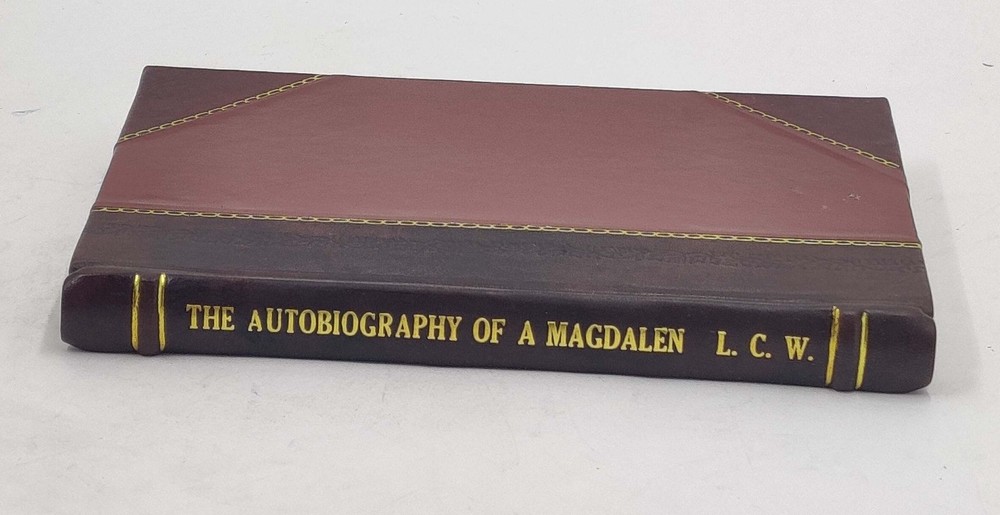 THE AUTOBIOGRAPHY OF A MAGDALEN L. C. W.